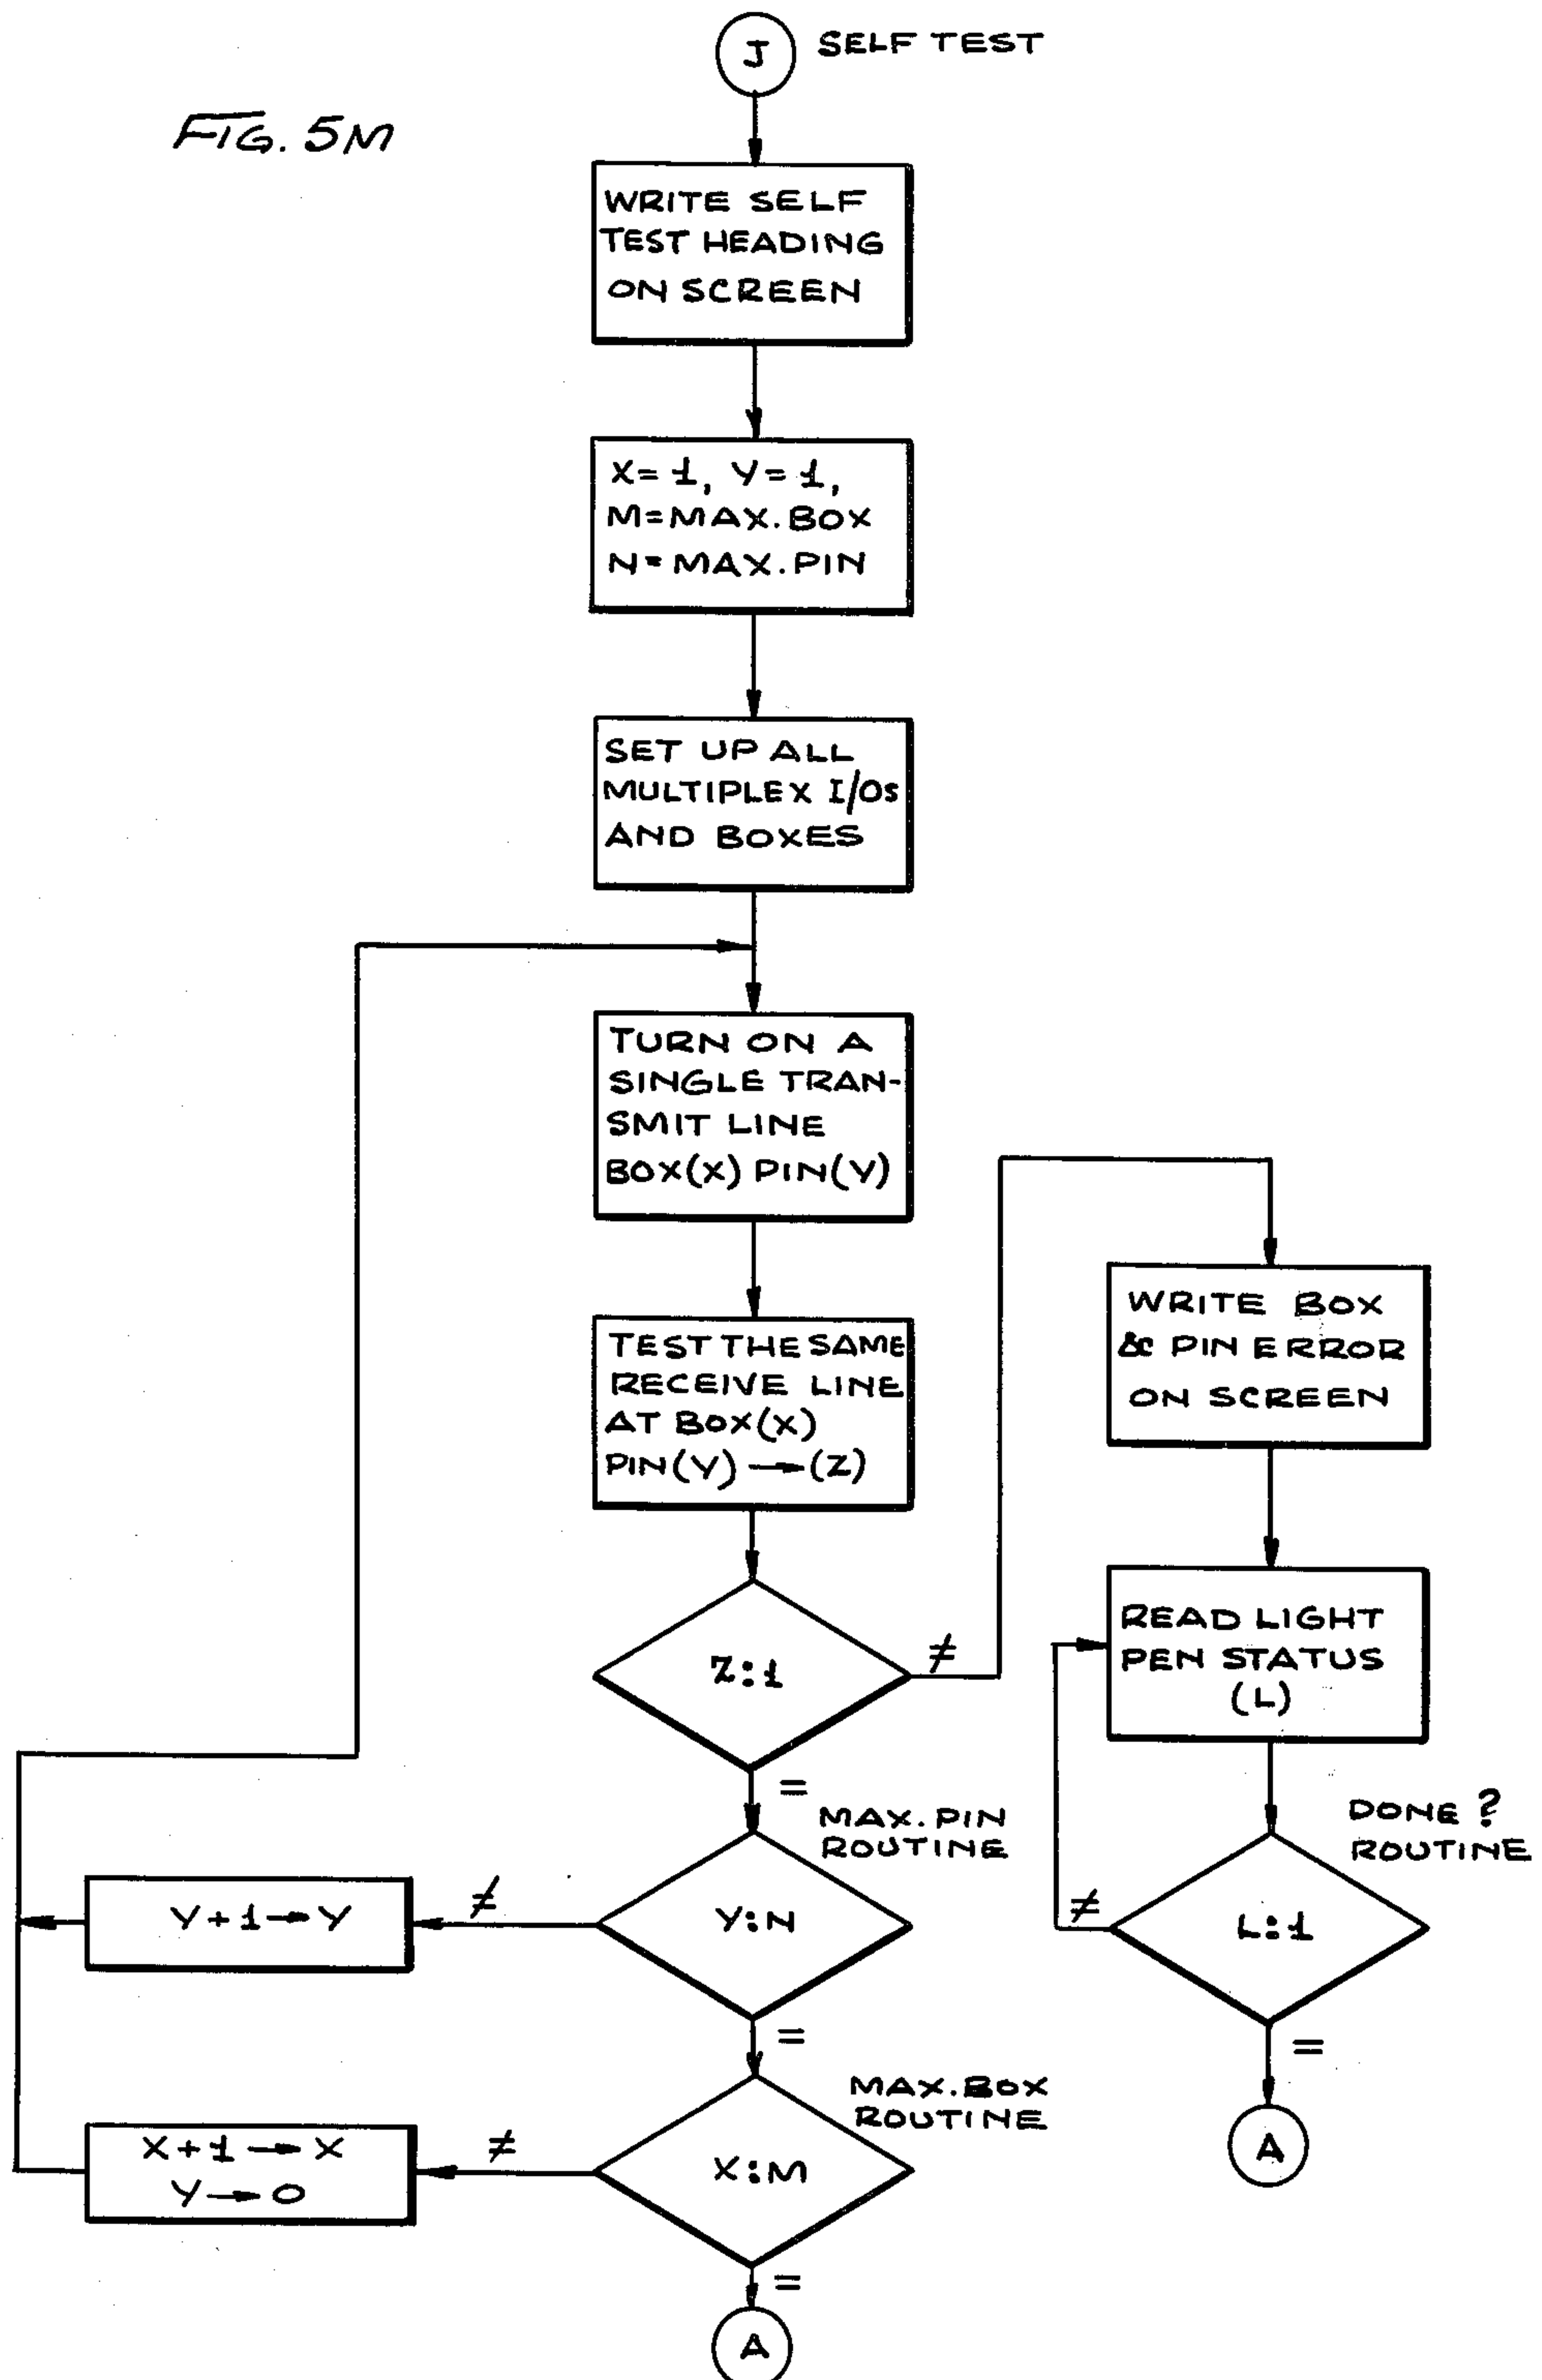 J SELF TEST
FIG. 5M
WRITE SELF
TEST HEADING
ON SCREEN
X=1, Y=1,
M=MAX.BOX
N=MAX.PIN
SET UP ALL
MULTIPLEX I/Os
AND BOXES
TURN ON A
SINGLE TRAN-
SMIT LINE
BOX(X) PIN(Y)
TEST THE SAME
RECEIVE LINE
AT BOX(X)
PIN(Y)→(Z)
Z:1
≠
=
WRITE BOX
& PIN ERROR
ON SCREEN
READ LIGHT
PEN STATUS
(L)
DONE ?
ROUTINE
L:1
≠
=
A
MAX.PIN
ROUTINE
Y:N
≠
Y+1→Y
=
MAX.BOX
ROUTINE
X:M
≠
X+1→X
Y→0
=
A